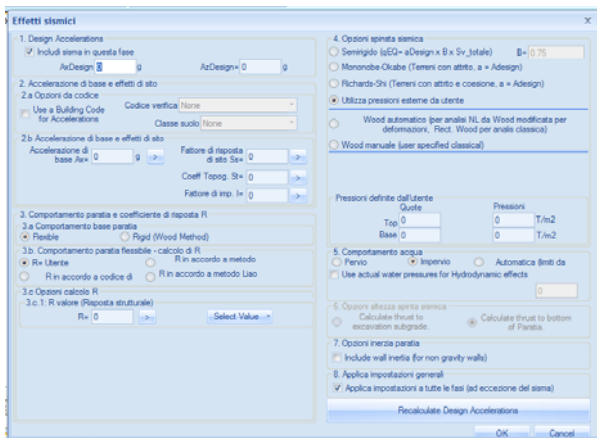 Effetti sismici
x
1. Design Accelerations
Includi sisma in questa fase
AxDesign 0 g AzDesign= 0 g
2. Accelerazione di base e effetti di sito
2.a Opzioni da codice
Use a Building Code for Accelerations
Codice verifica None
Classe suolo None
2.b Accelerazione di base e effetti di sito
Accelerazione di base Ax= 0 g >
Fattore di risposta di sito Ss= 0 >
Coeff Topog. St= 0 >
Fattore di imp. I= 0 >
3. Comportamento paratia e coefficiente di risposta R
3.a Comportamento base paratia
Flexible Rigid (Wood Method)
3.b. Comportamento paratia flessibile - calcolo di R
R= Utente R in accordo a metodo
R in accordo a codice di R in accordo a metodo Liao
3.c Opzioni calcolo R
3.c.1: R valore (Risposta strutturale)
R= 0 > Select Value
4. Opzioni spinata sismica
Semirigido (qEQ= aDesign x B x Sv_totale) B= 0.75
Mononobe-Okabe (Terreni con attrito, a = Adesign)
Richards-Shi (Terreni con attrito e coesione, a = Adesign)
Utilizza pressioni esterne da utente
Wood automatico (per analisi NL da Wood modificata per
deformazioni, Rect. Wood per analis classica)
Wood manuale (user specified classical)
Pressioni definite dall'utente
Quote Pressioni
Top 0 0 T/m2
Base 0 0 T/m2
5. Comportamento acqua
Pervio Impervio Automatica (limiti da
Use actual water pressures for Hydrodynamic effects
0
6. Opzioni altezza spinta sismica
Calculate thrust to excavation subgrade.
Calculate thrust to bottom of Paratia.
7. Opzioni inerzia paratia
Include wall inertia (for non gravity walls)
8. Applica impostazioni generali
Applica impostazioni a tutte le fasi (ad eccezione del sisma)
Recalculate Design Accelerations
OK Cancel